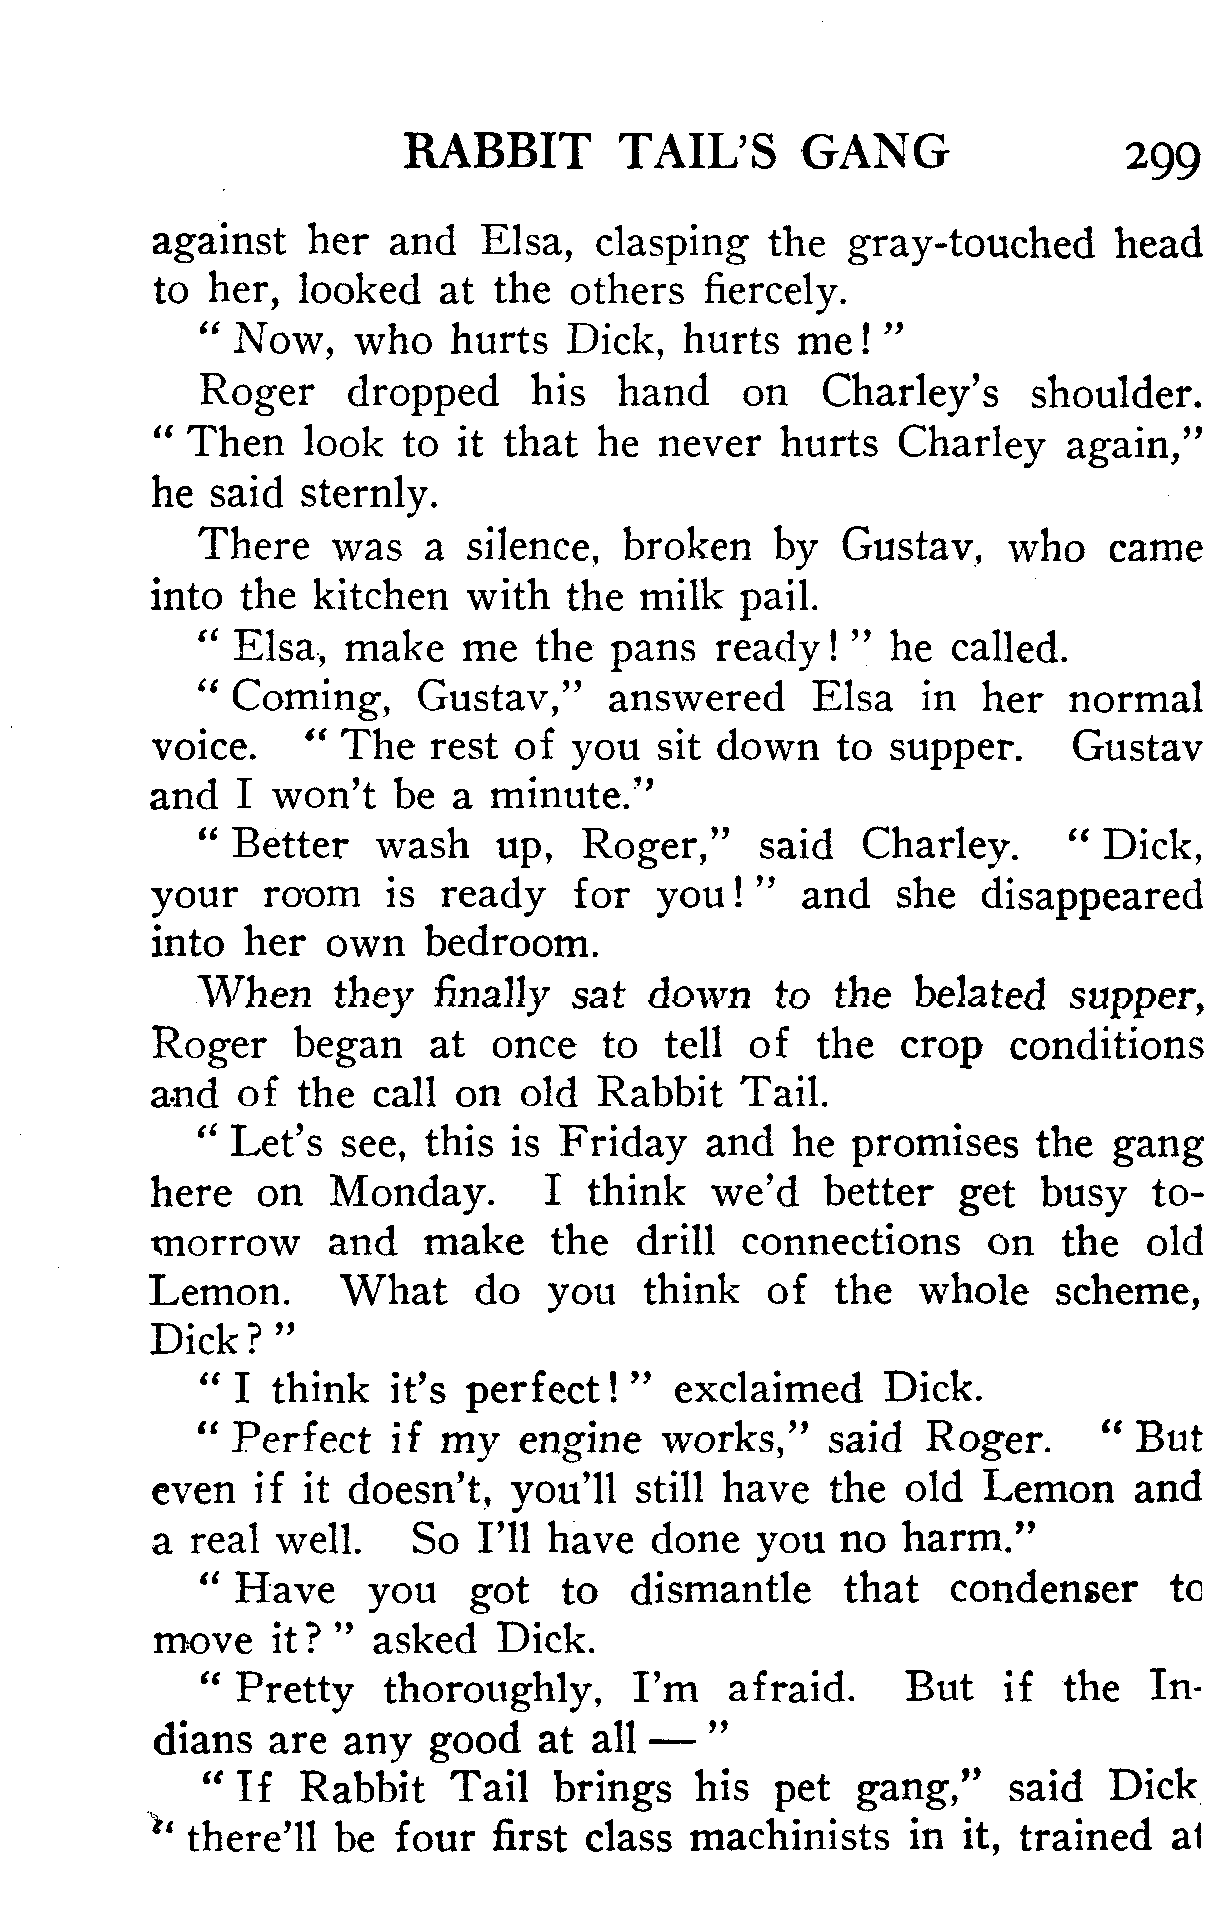 RABBIT TAIL'S GANG 299
against her and Elsa, clasping the gray-touched head
to her, looked at the others fiercely.
“ Now, who hurts Dick, hurts me! ”
Roger dropped his hand on Charley’s shoulder.
“ Then look to it that he never hurts Charley again,”
he said sternly.
There was a silence, broken by Gustav, who came
into the kitchen with the milk pail.
“ Elsa, make me the pans ready! ” he called.
“ Coming, Gustav,” answered Elsa in her normal
voice. “ The rest of you sit down to supper. Gustav
and I won’t be a minute.”
“ Better wash up, Roger,” said Charley. “ Dick,
your room is ready for you! ” and she disappeared
into her own bedroom.
When they finally sat down to the belated supper,
Roger began at once to tell of the crop conditions
and of the call on old Rabbit Tail.
“ Let’s see, this is Friday and he promises the gang
here on Monday. I think we’d better get busy to-
morrow and make the drill connections on the old
Lemon. What do you think of the whole scheme,
Dick? ”
“ I think it’s perfect! ” exclaimed Dick.
“ Perfect if my engine works,” said Roger. “ But
even if it doesn’t, you’ll still have the old Lemon and
a real well. So I’ll have done you no harm.”
“ Have you got to dismantle that condenser to
move it? ” asked Dick.
“ Pretty thoroughly, I’m afraid. But if the In-
dians are any good at all — ”
“ If Rabbit Tail brings his pet gang,” said Dick
“ there’ll be four first class machinists in it, trained at